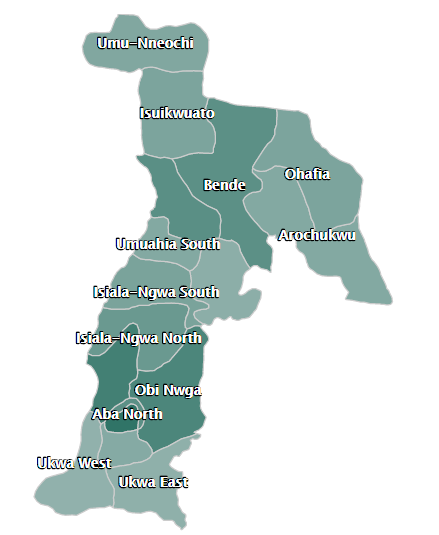 Umu-Nneochi
Isuikwuato
Ohafia
Bende
Arochukwu
Umuahia South
Isiala-Ngwa South
Isiala-Ngwa North
Obi Nwga
Aba North
Ukwa West
Ukwa East